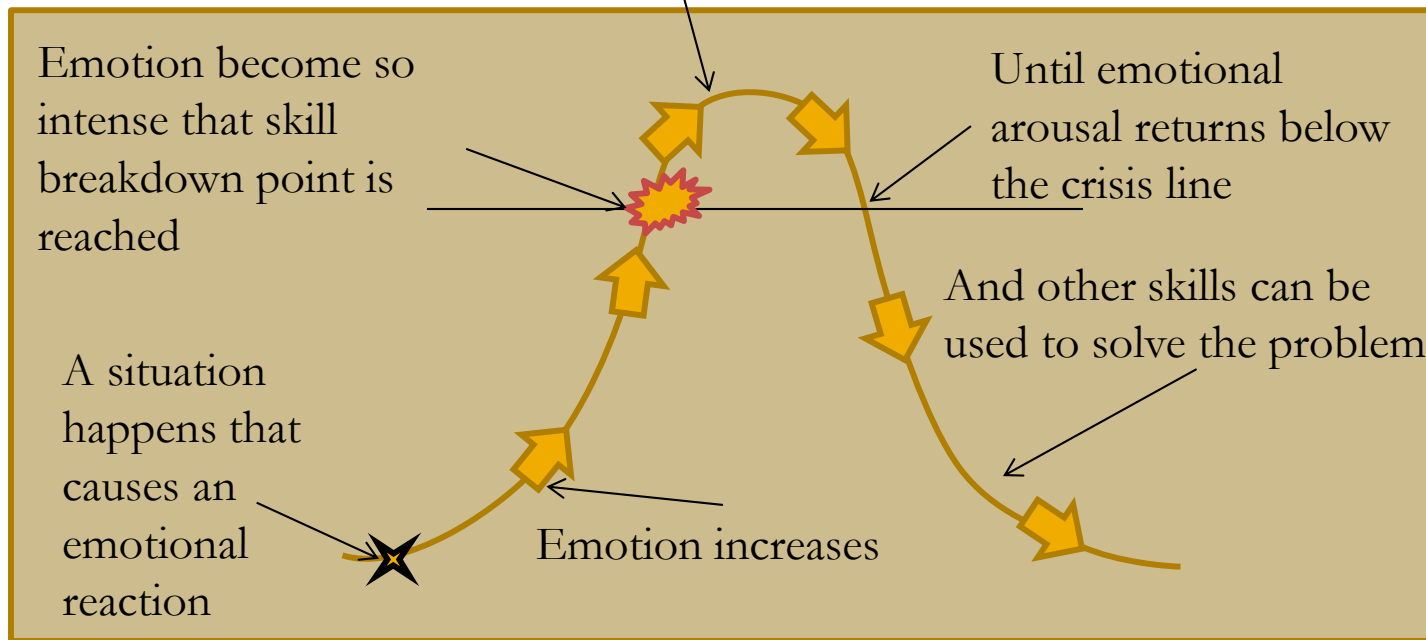 Emotion become so
intense that skill
breakdown point is
reached
Until emotional
arousal returns below
the crisis line
And other skills can be
used to solve the problem
A situation
happens that
causes an
emotional
reaction
Emotion increases